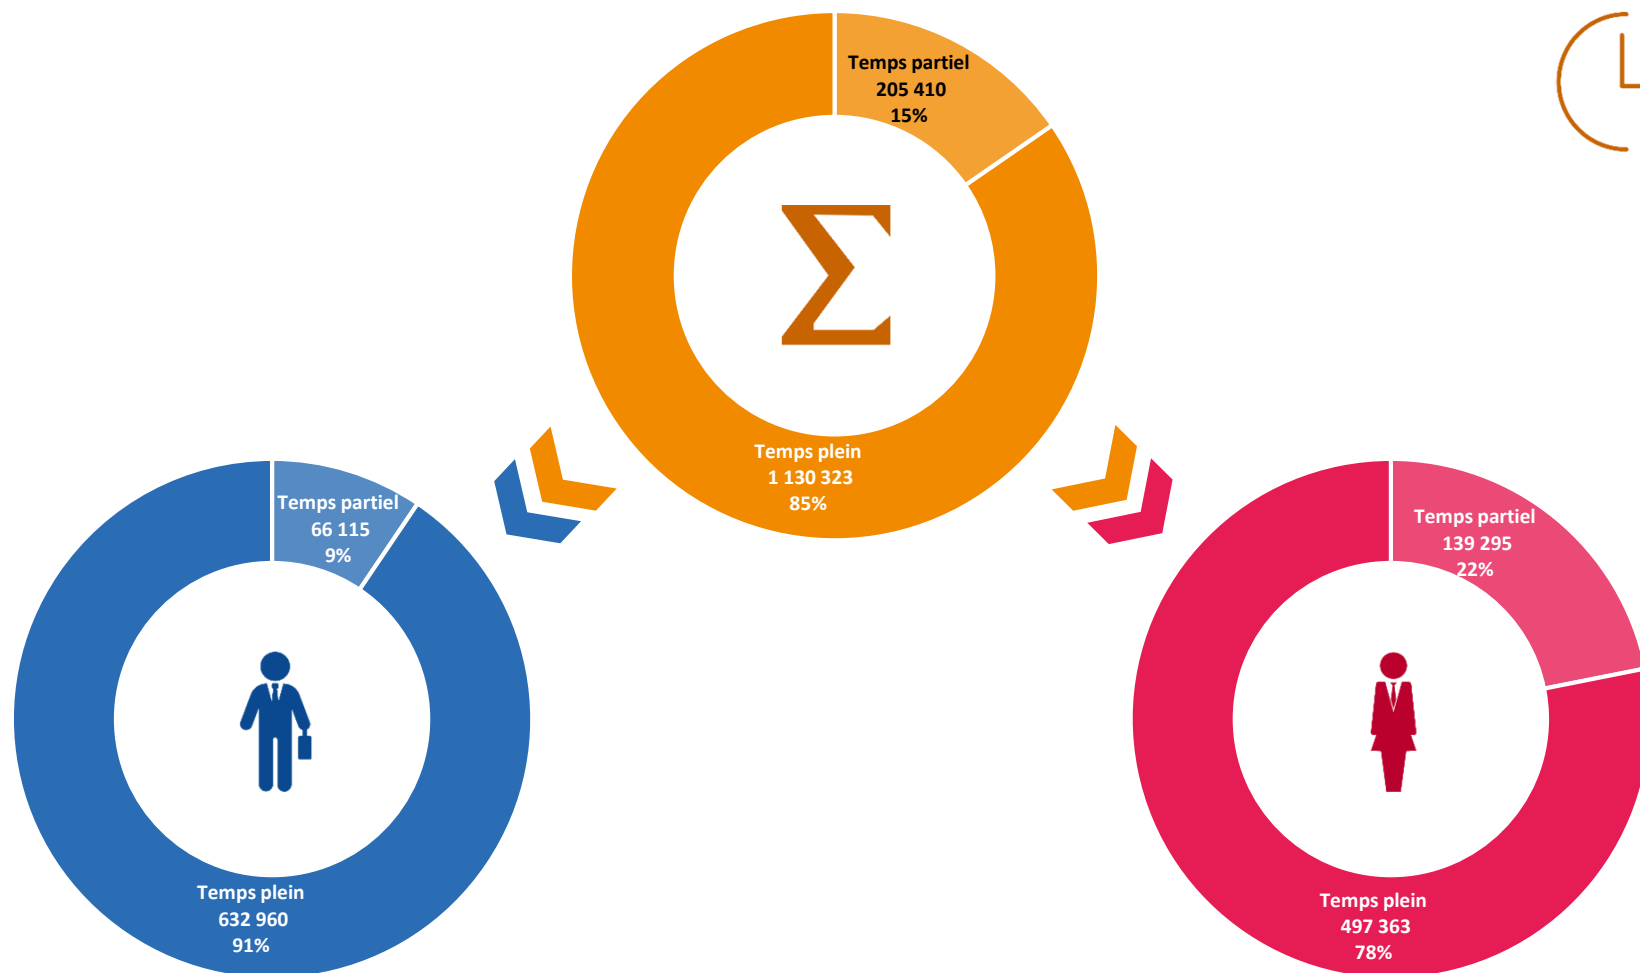 Temps partiel
205 410
15%
Σ
Temps plein
1 130 323
85%
Temps partiel
66 115
9%
Temps plein
632 960
91%
Temps partiel
139 295
22%
Temps plein
497 363
78%